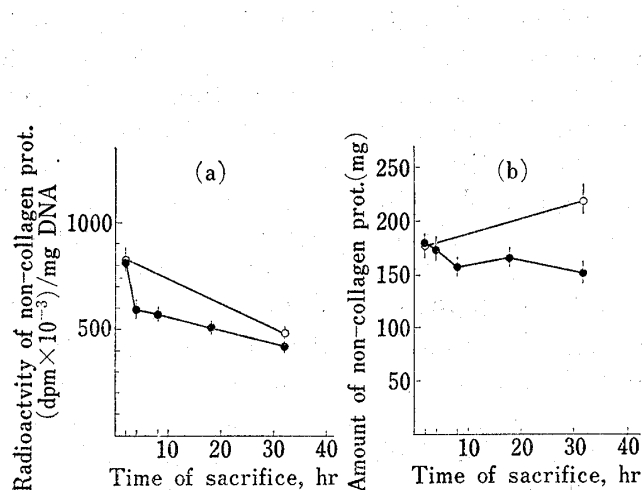 Radioactvity of non-collagen prot.
(dpm×10⁻³)/mg DNA
(a)
1000
500
10 20 30 40
Time of sacrifice, hr
Amount of non-collagen prot.(mg)
(b)
250
200
150
100
50
10 20 30 40
Time of sacrifice, hr